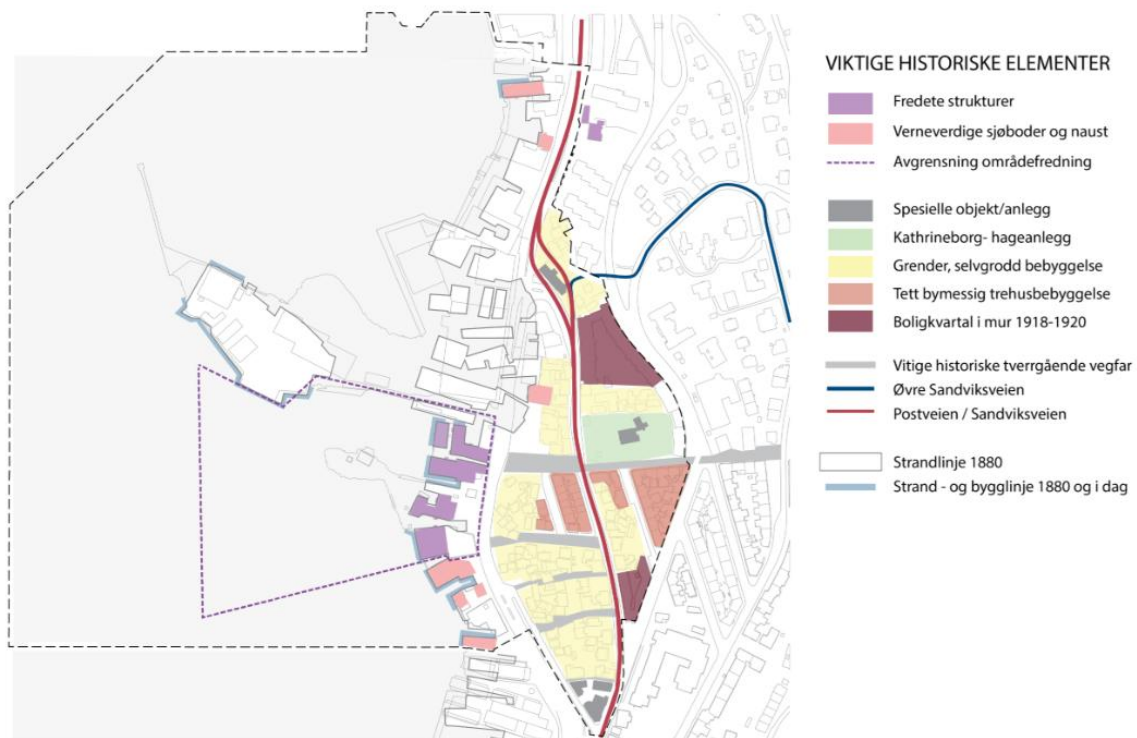 VIKTIGE HISTORISKE ELEMENTER
Fredete strukturer
Verneverdige sjøboder og naust
Avgrensning områdefredning
Spesielle objekt/anlegg
Kathrineborg- hageanlegg
Grender, selvgrodd bebyggelse
Tett bymessig trehusbebyggelse
Boligkvartal i mur 1918-1920
Vitige historiske tverrgående vegfar
Øvre Sandviksveien
Postveien / Sandviksveien
Strandlinje 1880
Strand - og bygglinje 1880 og i dag